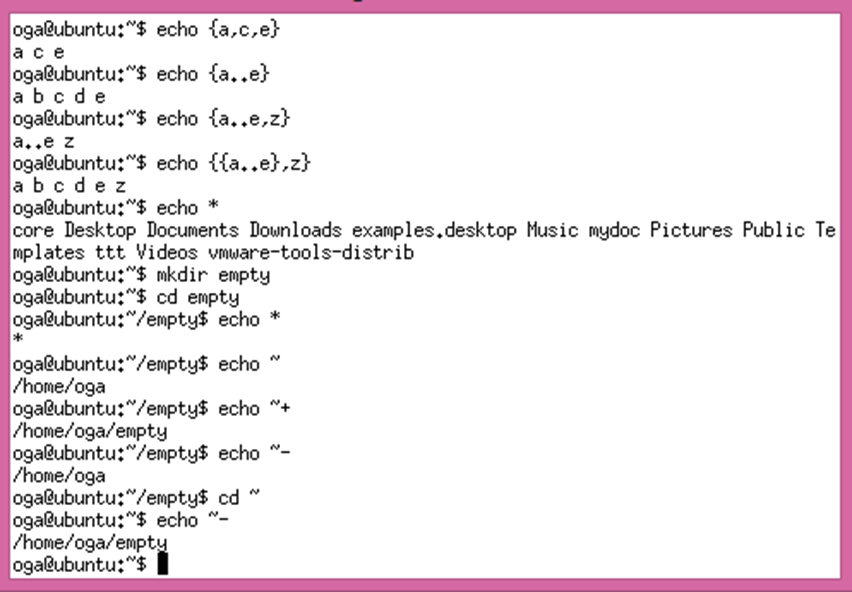 oga@ubuntu:~$ echo {a,c,e}
a c e
oga@ubuntu:~$ echo {a..e}
a b c d e
oga@ubuntu:~$ echo {a..e,z}
a..e z
oga@ubuntu:~$ echo {{a..e},z}
a b c d e z
oga@ubuntu:~$ echo *
core Desktop Documents Downloads examples.desktop Music mydoc Pictures Public Te
mplates ttt Videos vmware-tools-distrib
oga@ubuntu:~$ mkdir empty
oga@ubuntu:~$ cd empty
oga@ubuntu:~/empty$ echo *
*
oga@ubuntu:~/empty$ echo ~
/home/oga
oga@ubuntu:~/empty$ echo ~+
/home/oga/empty
oga@ubuntu:~/empty$ echo ~-
/home/oga
oga@ubuntu:~/empty$ cd ~
oga@ubuntu:~$ echo ~-
/home/oga/empty
oga@ubuntu:~$